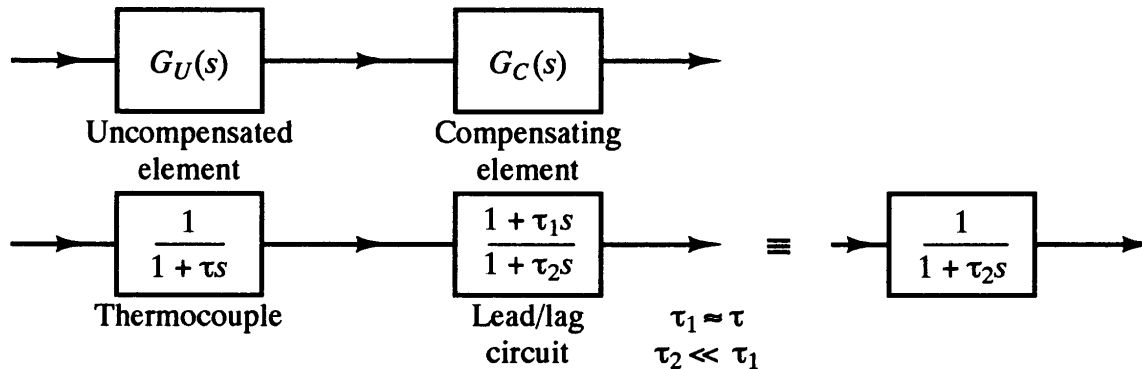 G_U(s)
G_C(s)
Uncompensated
element
Compensating
element
1
1 + τs
1 + τ₁s
1 + τ₂s
≡
1
1 + τ₂s
Thermocouple
Lead/lag
circuit
τ₁ ≈ τ
τ₂ ≪ τ₁